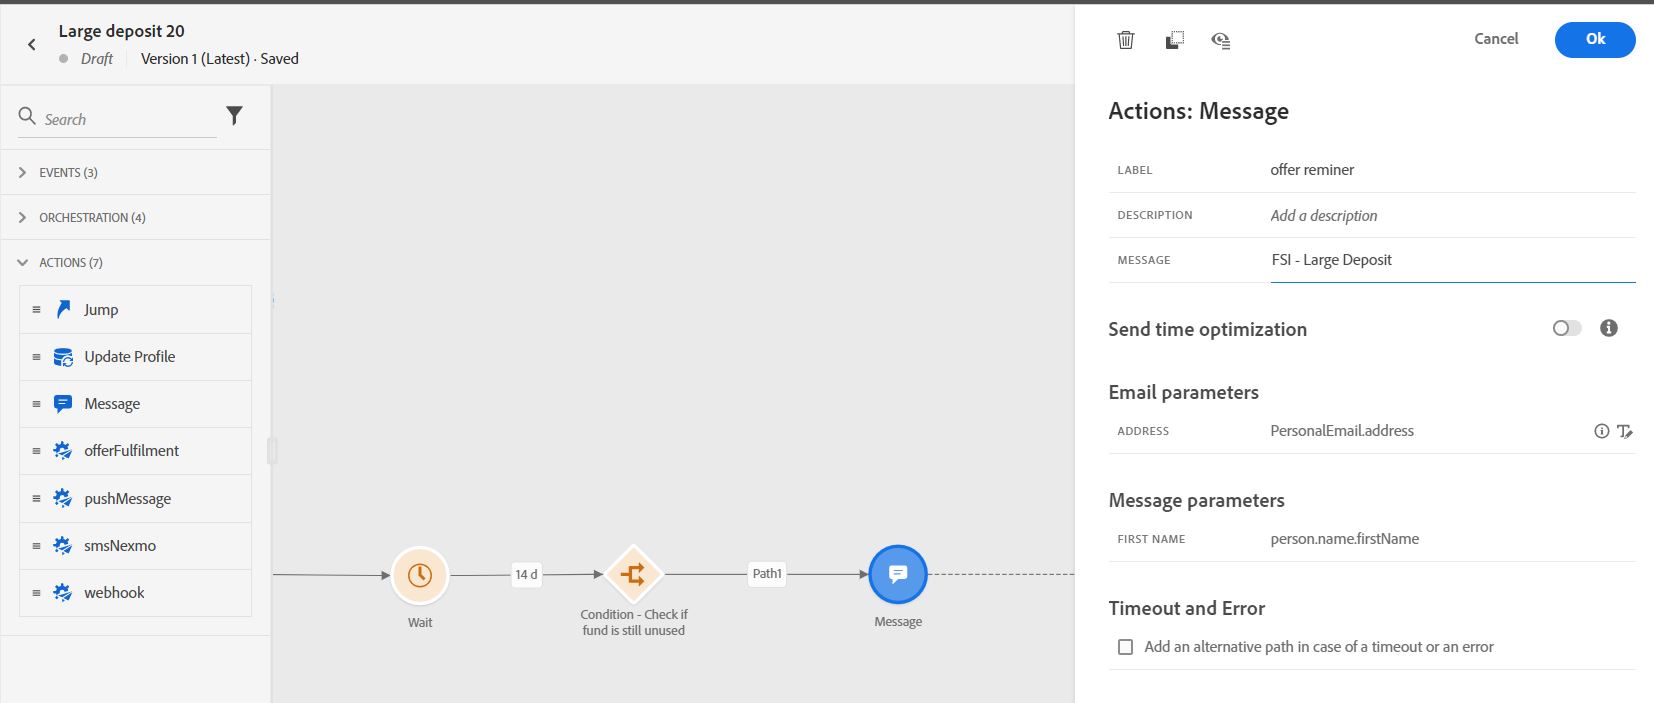 Large deposit 20
Draft
Version 1 (Latest) · Saved
Search
EVENTS (3)
ORCHESTRATION (4)
ACTIONS (7)
Jump
Update Profile
Message
offerFulfilment
pushMessage
smsNexmo
webhook
14 d
Path1
Wait
Condition - Check if
fund is still unused
Message
Cancel
Ok
Actions: Message
LABEL offer reminer
DESCRIPTION Add a description
MESSAGE FSI - Large Deposit
Send time optimization
Email parameters
ADDRESS PersonalEmail.address
Message parameters
FIRST NAME person.name.firstName
Timeout and Error
Add an alternative path in case of a timeout or an error